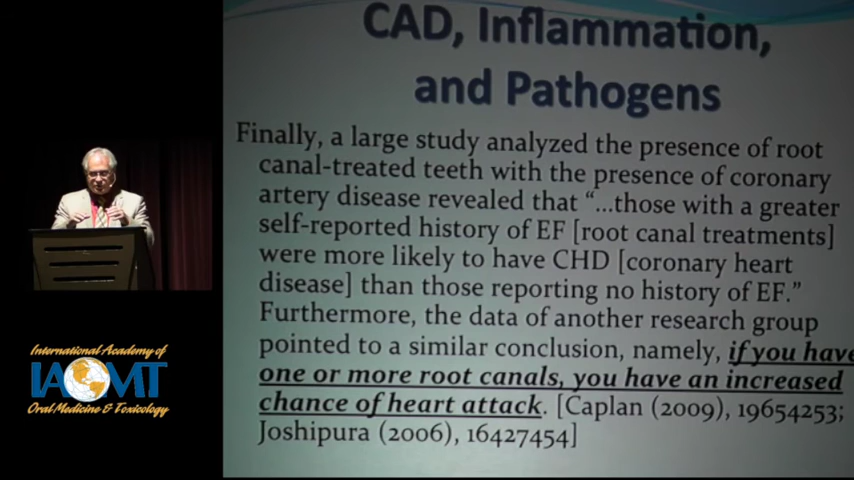 CAD, Inflammation,
and Pathogens
Finally, a large study analyzed the presence of root
canal-treated teeth with the presence of coronary
artery disease revealed that “...those with a greater
self-reported history of EF [root canal treatments]
were more likely to have CHD [coronary heart
disease] than those reporting no history of EF.”
Furthermore, the data of another research group
pointed to a similar conclusion, namely, if you have
one or more root canals, you have an increased
chance of heart attack. [Caplan (2009), 19654253;
Joshipura (2006), 16427454]
International Academy of
IAOMT
Oral Medicine & Toxicology